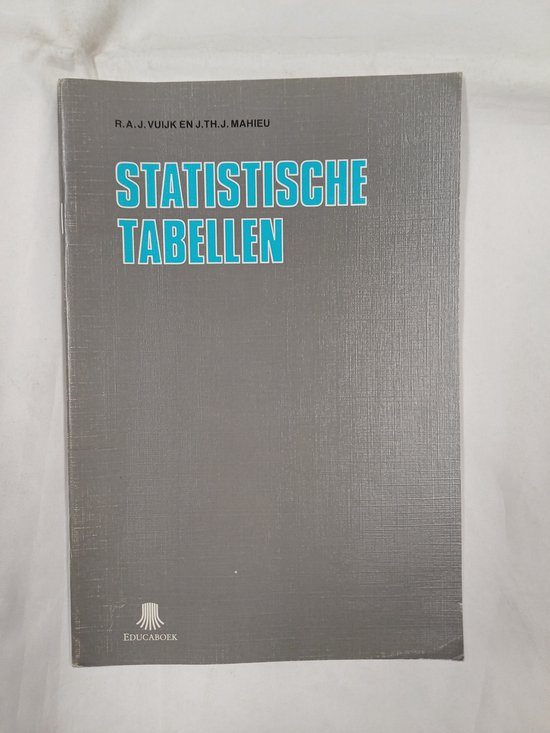 R.A.J. VUIJK EN J.TH.J. MAHIEU
STATISTISCHE
TABELLEN
EDUCABOEK